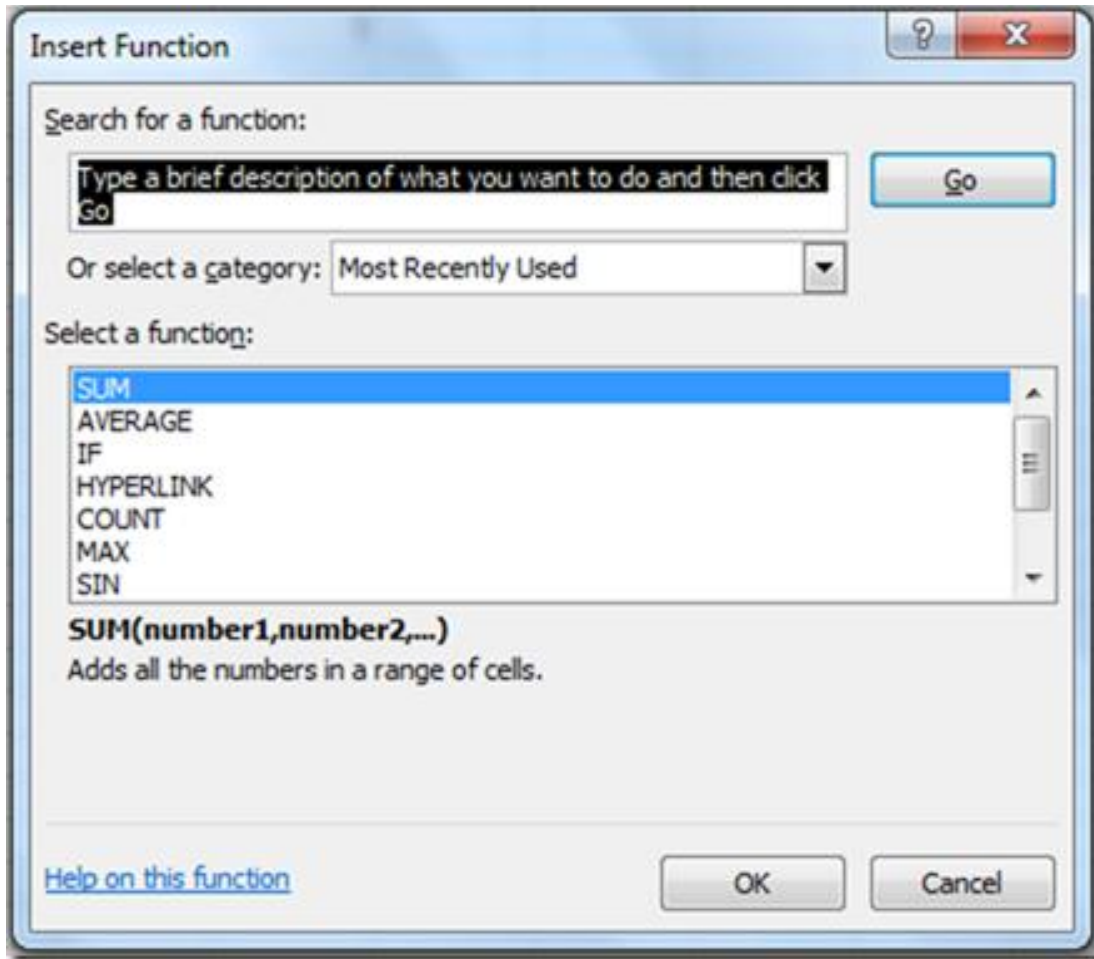 Insert Function
Search for a function:
Type a brief description of what you want to do and then click
Go
Go
Or select a category: Most Recently Used
Select a function:
SUM
AVERAGE
IF
HYPERLINK
COUNT
MAX
SIN
SUM(number1,number2,...)
Adds all the numbers in a range of cells.
Help on this function
OK
Cancel